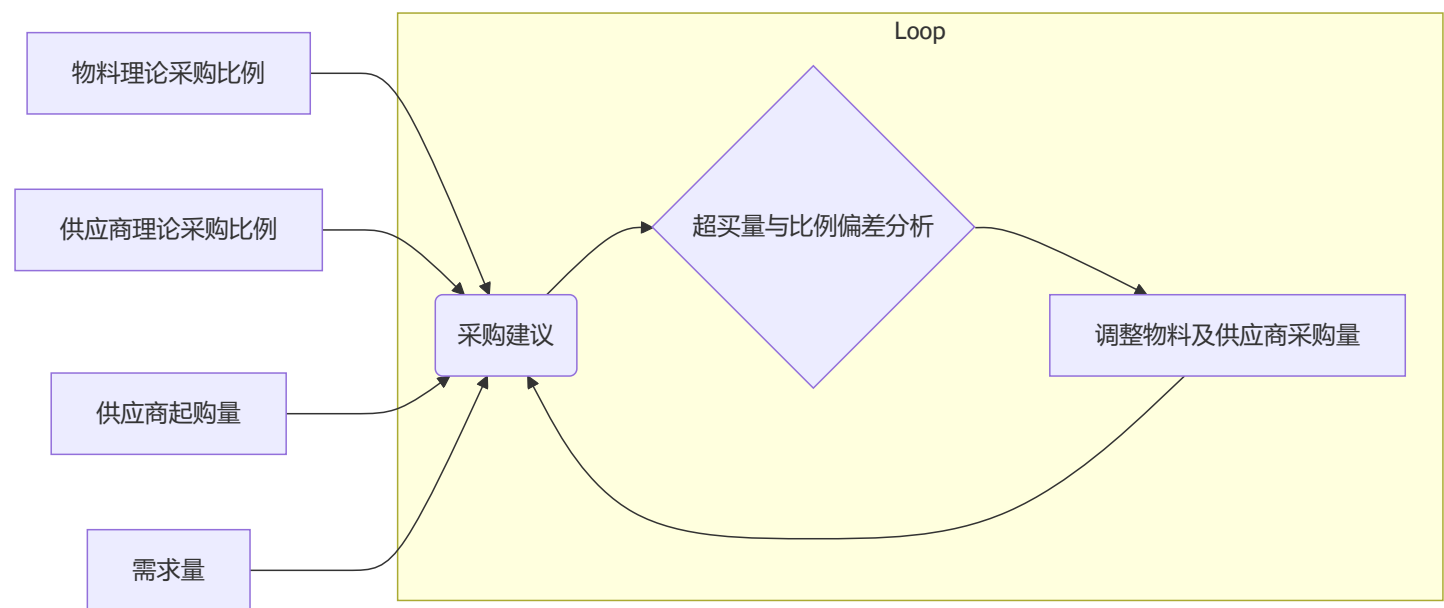 Loop
物料理论采购比例
供应商理论采购比例
超买量与比例偏差分析
采购建议
调整物料及供应商采购量
供应商起购量
需求量